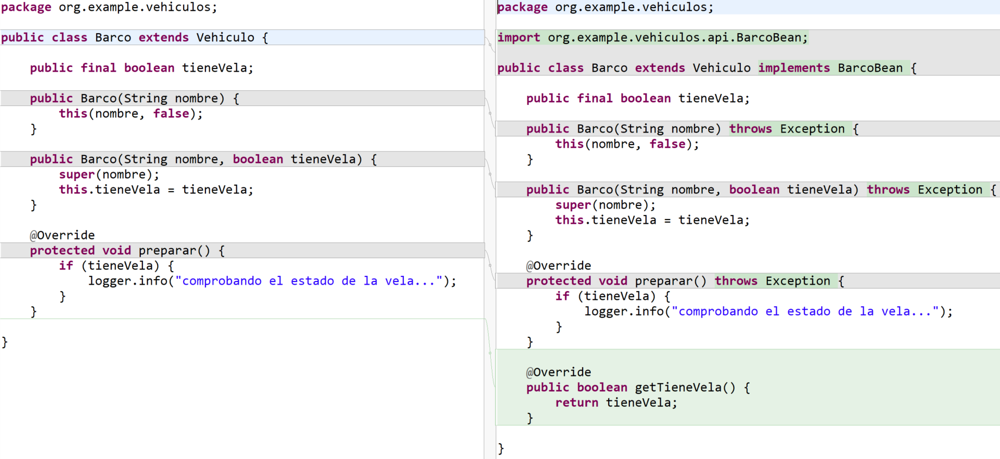 package org.example.vehiculos;
public class Barco extends Vehiculo {
public final boolean tieneVela;
public Barco(String nombre) {
this(nombre, false);
}
public Barco(String nombre, boolean tieneVela) {
super(nombre);
this.tieneVela = tieneVela;
}
@Override
protected void preparar() {
if (tieneVela) {
logger.info("comprobando el estado de la vela...");
}
}
}
package org.example.vehiculos;
import org.example.vehiculos.api.BarcoBean;
public class Barco extends Vehiculo implements BarcoBean {
public final boolean tieneVela;
public Barco(String nombre) throws Exception {
this(nombre, false);
}
public Barco(String nombre, boolean tieneVela) throws Exception {
super(nombre);
this.tieneVela = tieneVela;
}
@Override
protected void preparar() throws Exception {
if (tieneVela) {
logger.info("comprobando el estado de la vela...");
}
}
@Override
public boolean getTieneVela() {
return tieneVela;
}
}